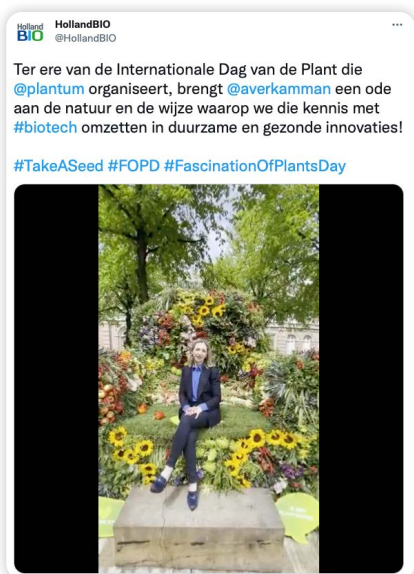 HollandBIO
@HollandBIO
Holland
BIO
Ter ere van de Internationale Dag van de Plant die
@plantum organiseert, brengt @averkamman een ode
aan de natuur en de wijze waarop we die kennis met
#biotech omzetten in duurzame en gezonde innovaties!
#TakeASeed #FOPD #FascinationOfPlantsDay